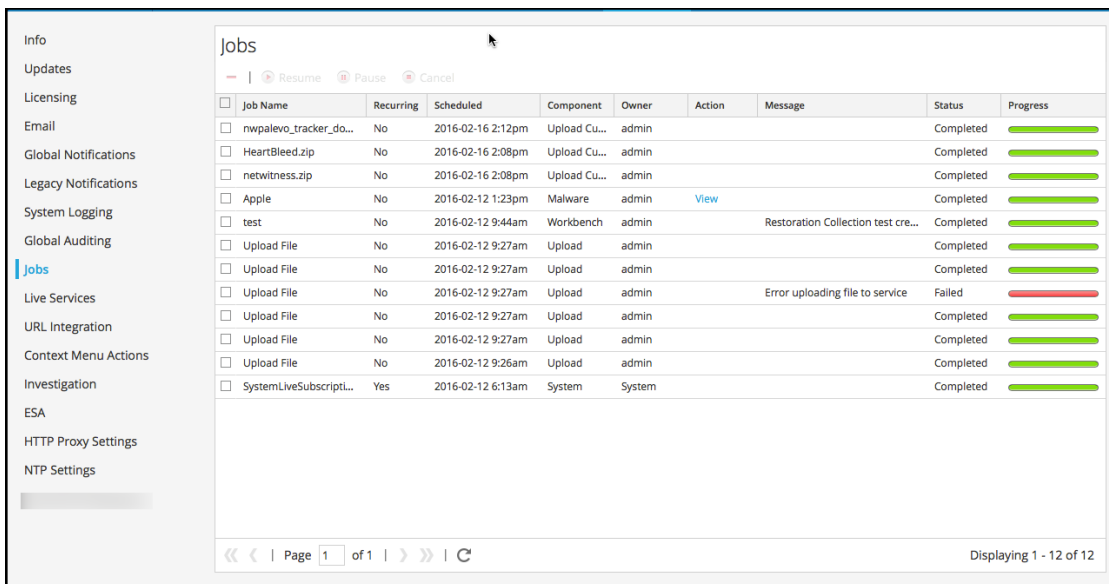 Info
Updates
Licensing
Email
Global Notifications
Legacy Notifications
System Logging
Global Auditing
Jobs
Live Services
URL Integration
Context Menu Actions
Investigation
ESA
HTTP Proxy Settings
NTP Settings
Jobs
Resume Pause Cancel
Job Name Recurring Scheduled Component Owner Action Message Status Progress
nwpalevo_tracker_do... No 2016-02-16 2:12pm Upload Cu... admin Completed
HeartBleed.zip No 2016-02-16 2:08pm Upload Cu... admin Completed
netwitness.zip No 2016-02-16 2:08pm Upload Cu... admin Completed
Apple No 2016-02-12 1:23pm Malware admin View Completed
test No 2016-02-12 9:44am Workbench admin Restoration Collection test cre... Completed
Upload File No 2016-02-12 9:27am Upload admin Completed
Upload File No 2016-02-12 9:27am Upload admin Completed
Upload File No 2016-02-12 9:27am Upload admin Error uploading file to service Failed
Upload File No 2016-02-12 9:27am Upload admin Completed
Upload File No 2016-02-12 9:27am Upload admin Completed
Upload File No 2016-02-12 9:26am Upload admin Completed
SystemLiveSubscripti... Yes 2016-02-12 6:13am System System Completed
Page 1 of 1 Displaying 1 - 12 of 12